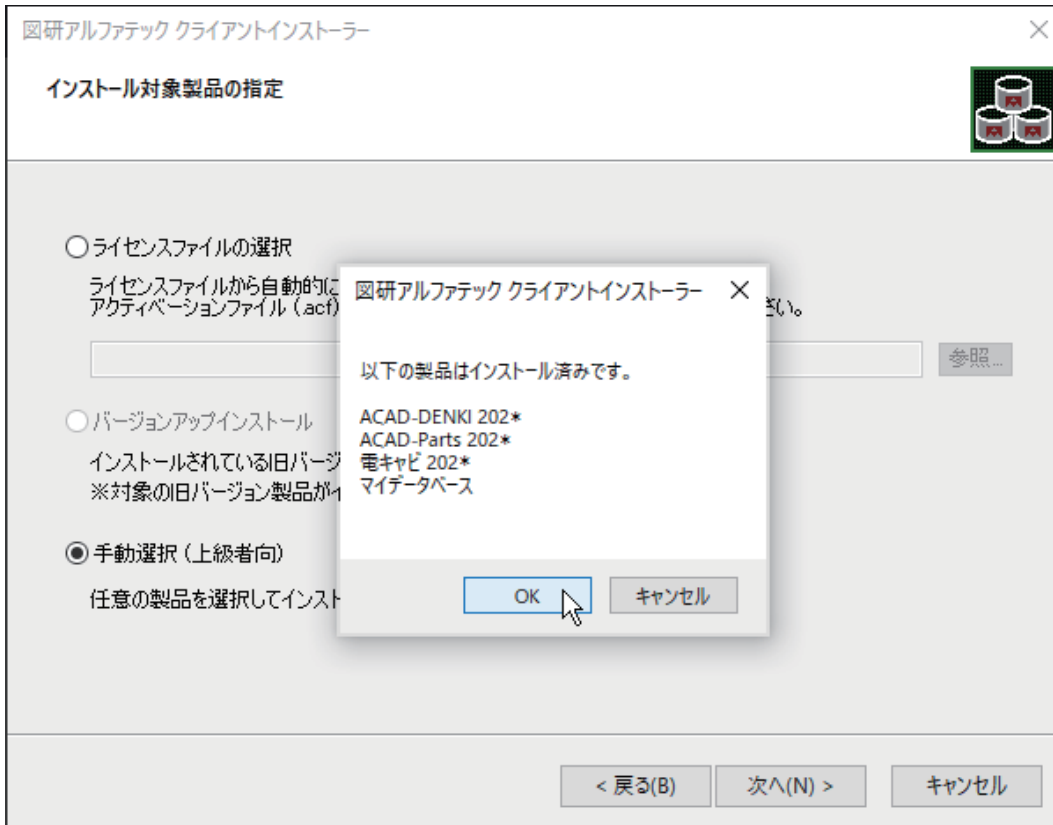 図研アルファテック クライアントインストーラー
インストール対象製品の指定
ライセンスファイルの選択
ライセンスファイルから自動的に
アクティベーションファイル (.acf)
さい。
参照...
バージョンアップインストール
インストールされている旧バージ
※対象の旧バージョン製品がイ
手動選択 (上級者向)
任意の製品を選択してインスト
図研アルファテック クライアントインストーラー
以下の製品はインストール済みです。
ACAD-DENKI 202*
ACAD-Parts 202*
電キャビ 202*
マイデータベース
OK
キャンセル
< 戻る(B)
次へ(N) >
キャンセル